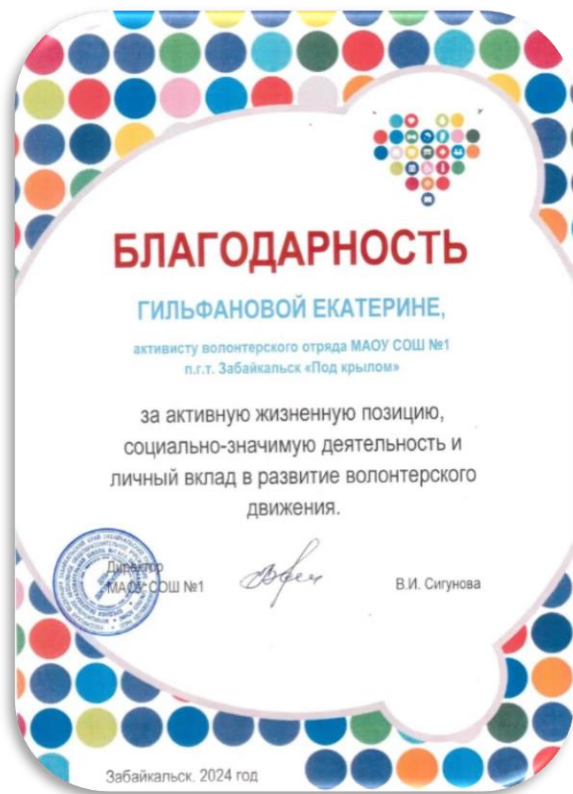 БЛАГОДАРНОСТЬ
ГИЛЬФАНОВОЙ ЕКАТЕРИНЕ,
активисту волонтерского отряда МАОУ СОШ №1
п.г.т. Забайкальск «Под крылом»
за активную жизненную позицию,
социально-значимую деятельность и
личный вклад в развитие волонтерского
движения.
Директор
МАОУ СОШ №1
В.И. Сигунова
Забайкальск. 2024 год